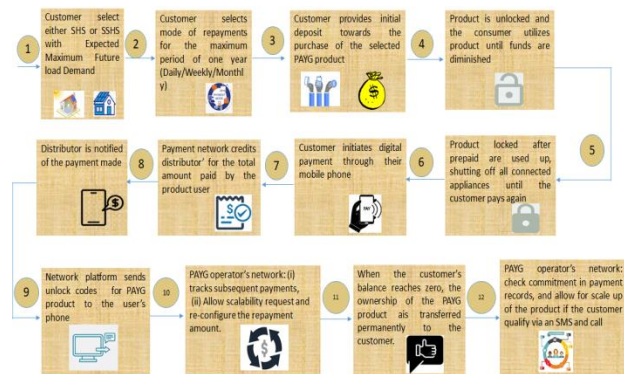 1
Customer select
either SHS or SSHS
with Expected
Maximum Future
load Demand
2
Customer selects
mode of repayments
for the maximum
period of one year
(Daily/Weekly/Monthl
y)
3
Customer provides initial
deposit towards the
purchase of the selected
PAYG product
4
Product is unlocked and
the consumer utilizes
product until funds are
diminished
5
Product locked after
prepaid are used up,
shutting off all connected
appliances until the
customer pays again
6
Customer initiates digital
payment through their
mobile phone
PAY
7
Payment network credits
distributor' for the total
amount paid by the
product user
8
Distributor is notified
of the payment made
9
Network platform sends
unlock codes for PAYG
product to the user's
phone
10
PAYG operator's network: (i)
tracks subsequent payments,
(ii) Allow scalability request and
re-configure the repayment
amount.
11
When the customer's
balance reaches zero, the
ownership of the PAYG
product ais transferred
permanently to the
customer.
12
PAYG operator's network:
check commitment in payment
records, and allow for scale up
of the product if the customer
qualify via an SMS and call